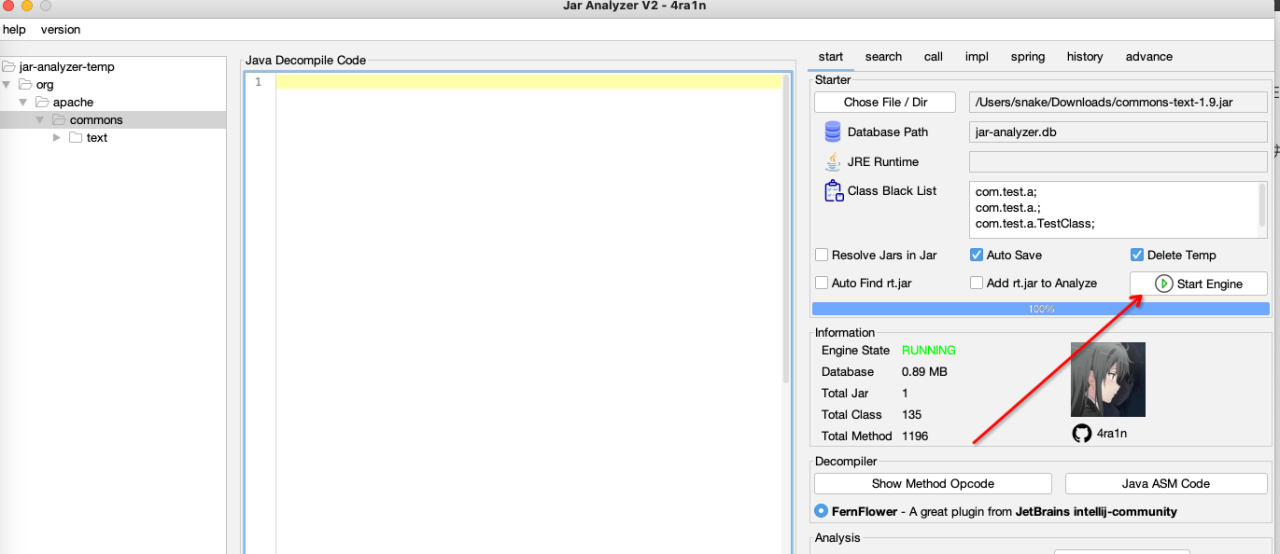 Jar Analyzer V2 - 4ra1n
help version
jar-analyzer-temp
org
apache
commons
text
Java Decompile Code
1
start search call impl spring history advance
Starter
Chose File / Dir /Users/snake/Downloads/commons-text-1.9.jar
Database Path jar-analyzer.db
JRE Runtime
Class Black List com.test.a;
com.test.a.;
com.test.a.TestClass;
Resolve Jars in Jar Auto Save Delete Temp
Auto Find rt.jar Add rt.jar to Analyze Start Engine
100%
Information
Engine State RUNNING
Database 0.89 MB
Total Jar 1
Total Class 135
Total Method 1196
4ra1n
Decompiler
Show Method Opcode Java ASM Code
FernFlower - A great plugin from JetBrains intellij-community
Analysis